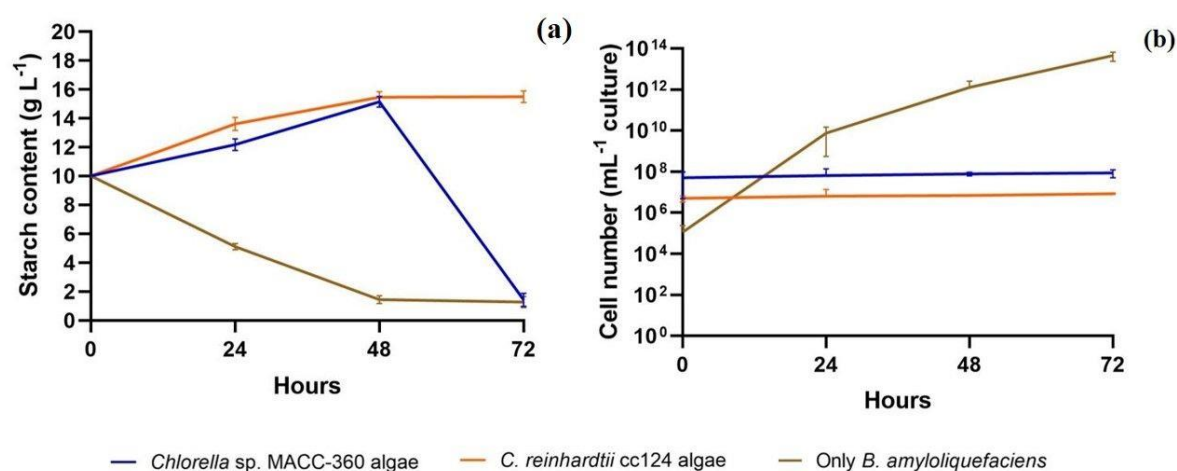 (a)
Starch content (g L⁻¹)
20
18
16
14
12
10
8
6
4
2
0
0 24 48 72
Hours
(b)
Cell number (mL⁻¹ culture)
10¹⁴
10¹²
10¹⁰
10⁸
10⁶
10⁴
10²
10⁰
0 24 48 72
Hours
Chlorella sp. MACC-360 algae C. reinhardtii cc124 algae Only B. amyloliquefaciens